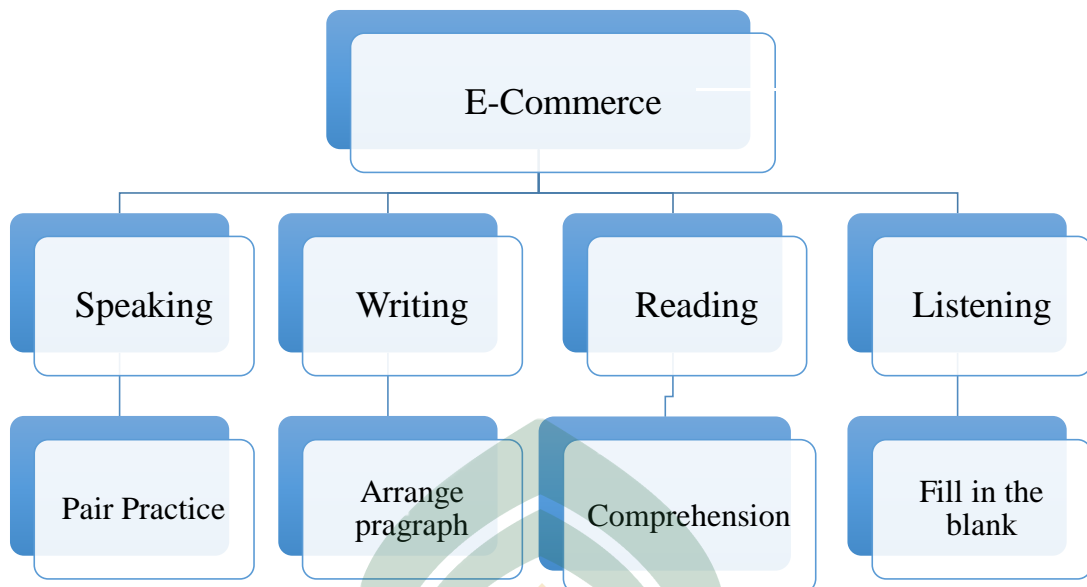 E-Commerce
Speaking
Writing
Reading
Listening
Pair Practice
Arrange
pragraph
Comprehension
Fill in the
blank